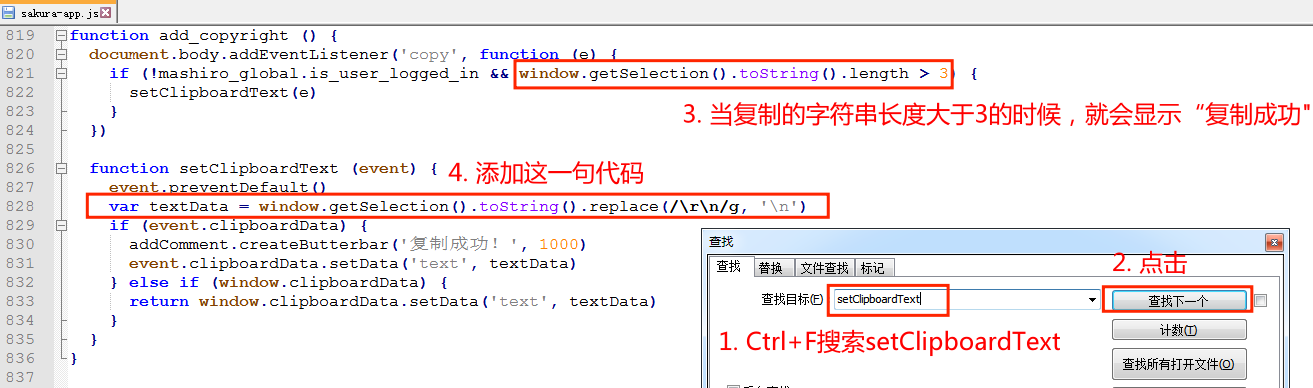 sakura-app.js
819 function add_copyright () {
820 document.body.addEventListener('copy', function (e) {
821 if (!mashiro_global.is_user_logged_in && window.getSelection().toString().length > 3) {
822 setClipboardText(e)
3. 当复制的字符串长度大于3的时候，就会显示“复制成功"
823 }
824 })
825
826 function setClipboardText (event) {
4. 添加这一句代码
827 event.preventDefault()
828 var textData = window.getSelection().toString().replace(/\r\n/g, '\n')
829 if (event.clipboardData) {
830 addComment.createButterbar('复制成功！', 1000)
831 event.clipboardData.setData('text', textData)
832 } else if (window.clipboardData) {
833 return window.clipboardData.setData('text', textData)
834 }
835 }
836 }
837
查找
查找 替换 文件查找 标记
2. 点击
查找目标(F) setClipboardText 查找下一个
1. Ctrl+F搜索setClipboardText
计数(T)
查找所有打开文件(O)